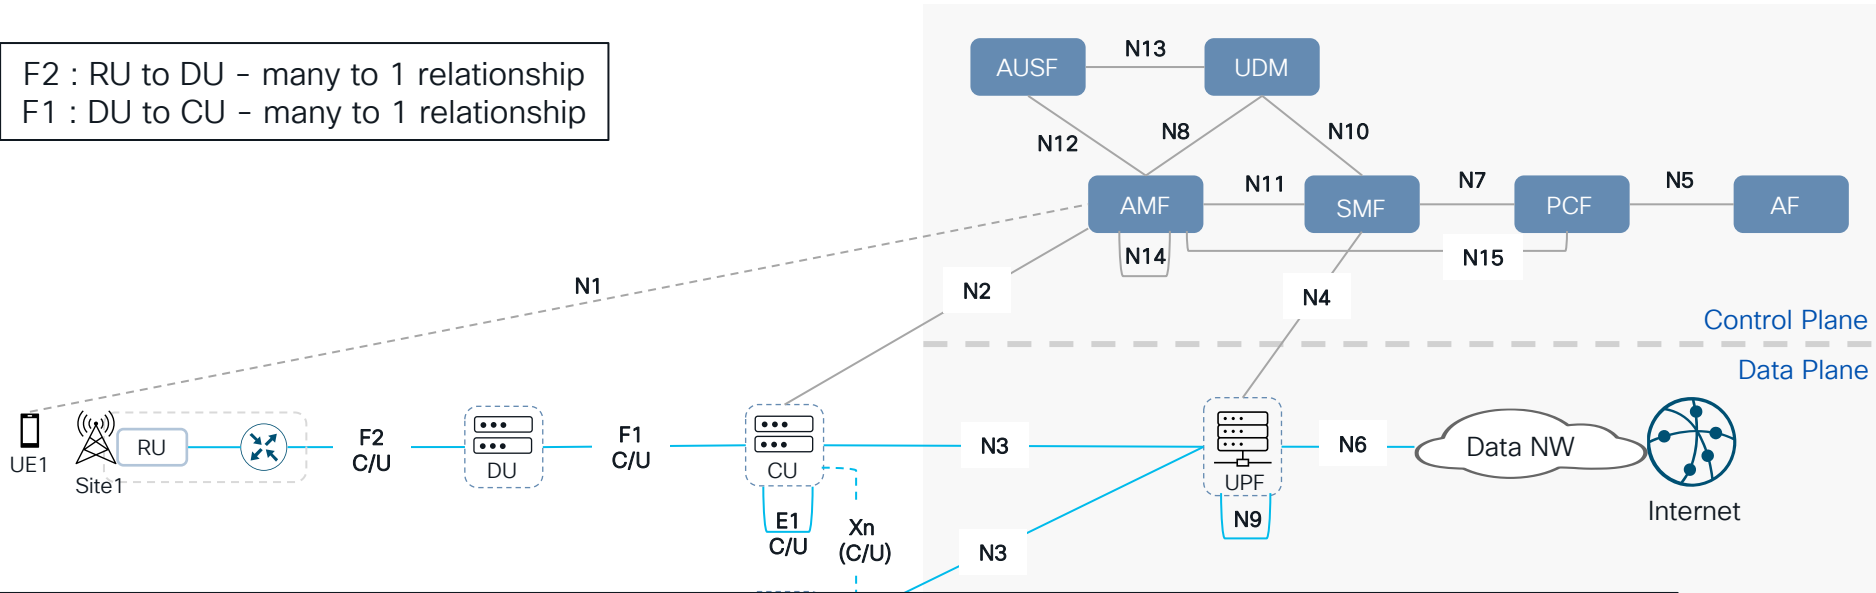 F2 : RU to DU - many to 1 relationship
F1 : DU to CU - many to 1 relationship
AUSF
N13
UDM
N12
N8
N10
AMF
N11
SMF
N7
PCF
N5
AF
N14
N15
N1
N2
N4
Control Plane
Data Plane
UE1
Site1
RU
F2
C/U
DU
F1
C/U
CU
E1
C/U
Xn
(C/U)
N3
N3
UPF
N9
N6
Data NW
Internet